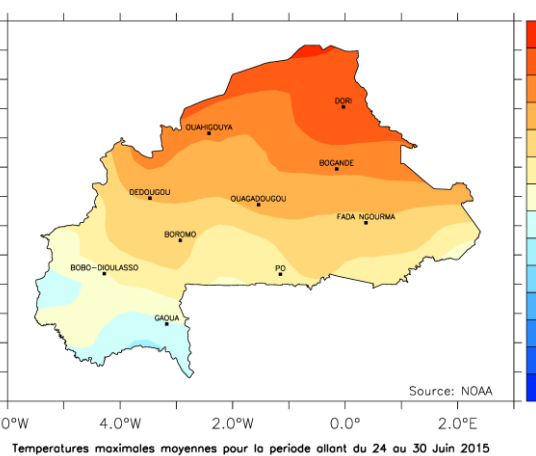 DORI
OUAHIGOUYA
BOGANDE
DEDOUGOU
OUAGADOUGOU
FADA NGOURMA
BOROMO
BOBO-DIOULASSO
PO
GAOUA
Source: NOAA
0°W 4.0°W 2.0°W 0.0° 2.0°E
Temperatures maximales moyennes pour la periode allant du 24 au 30 Juin 2015